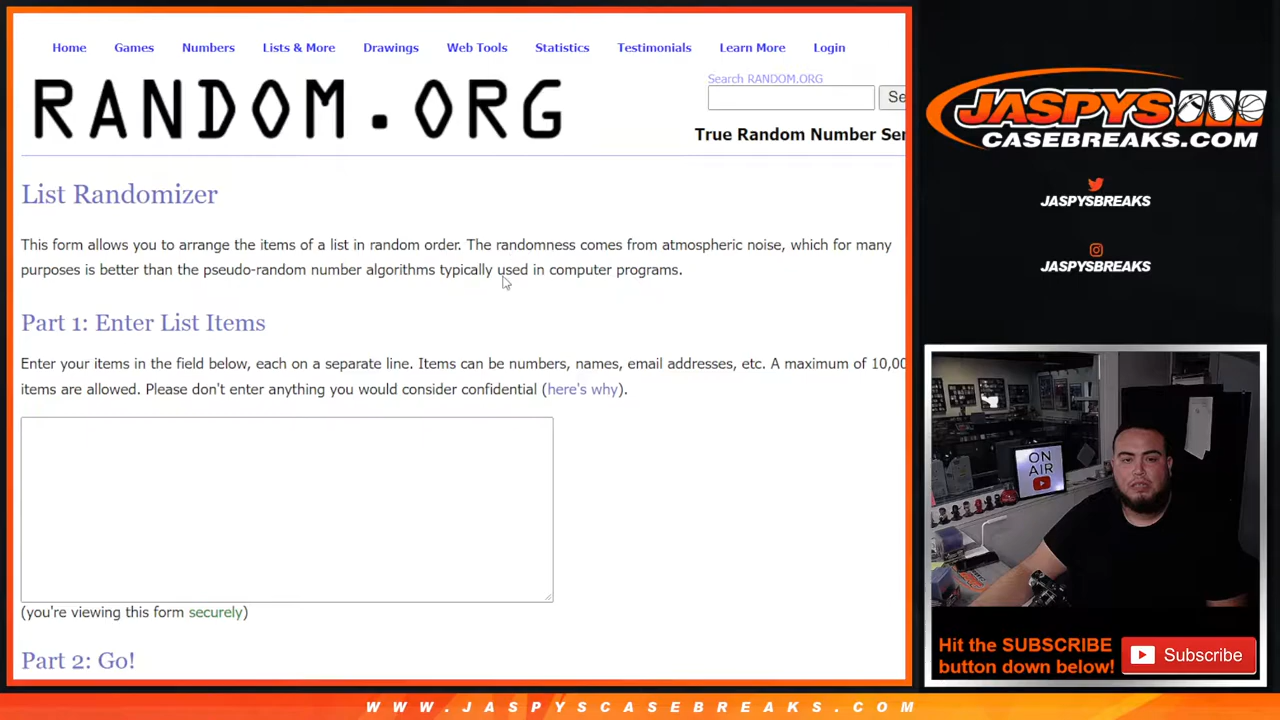 Home Games Numbers Lists & More Drawings Web Tools Statistics Testimonials Learn More Login
RANDOM.ORG
Search RANDOM.ORG
Se
True Random Number Ser
List Randomizer
This form allows you to arrange the items of a list in random order. The randomness comes from atmospheric noise, which for many
purposes is better than the pseudo-random number algorithms typically used in computer programs.
Part 1: Enter List Items
Enter your items in the field below, each on a separate line. Items can be numbers, names, email addresses, etc. A maximum of 10,00
items are allowed. Please don't enter anything you would consider confidential (here's why).
(you're viewing this form securely)
Part 2: Go!
JASPYS
CASEBREAKS.COM
JASPYSBREAKS
JASPYSBREAKS
ON
AIR
Hit the SUBSCRIBE
button down below!
Subscribe
WWW.JASPYSCASEBREAKS.COM